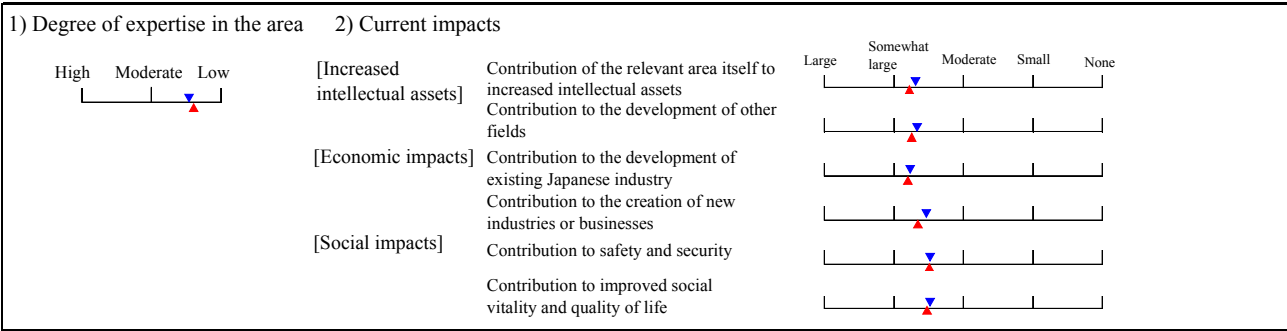 1) Degree of expertise in the area 2) Current impacts
High Moderate Low
[Increased
intellectual assets]
Contribution of the relevant area itself to
increased intellectual assets
Large Somewhat
large Moderate Small None
Contribution to the development of other
fields
[Economic impacts]
Contribution to the development of
existing Japanese industry
Contribution to the creation of new
industries or businesses
[Social impacts]
Contribution to safety and security
Contribution to improved social
vitality and quality of life